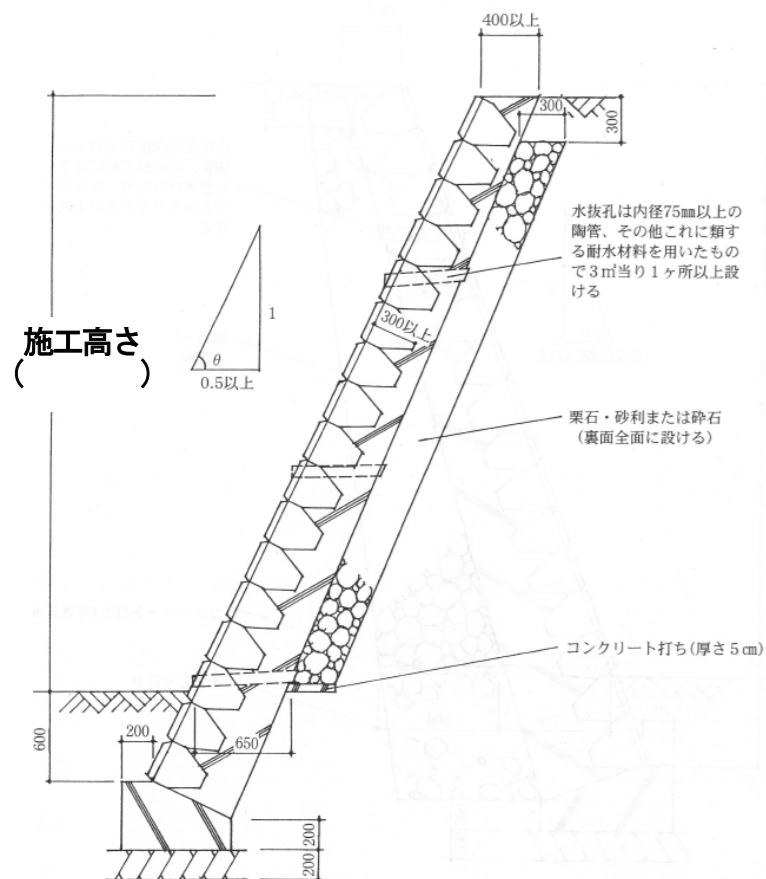 400以上
300
300
水抜孔は内径75㎜以上の
陶管、その他これに類す
る耐水材料を用いたもの
で3㎡当り1ヶ所以上設
ける
1
θ
0.5以上
施工高さ
(　　　　)
300以上
栗石・砂利または砕石
(裏面全面に設ける)
コンクリート打ち(厚さ5㎝)
600
200
650
200
200